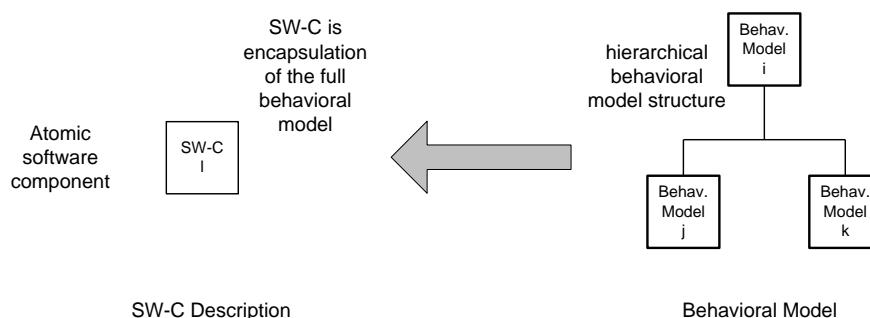 SW-C is
encapsulation
of the full
behavioral
model
hierarchical
behavioral
model structure
Behav.
Model
i
Atomic
software
component
SW-C
I
Behav.
Model
j
Behav.
Model
k
SW-C Description
Behavioral Model